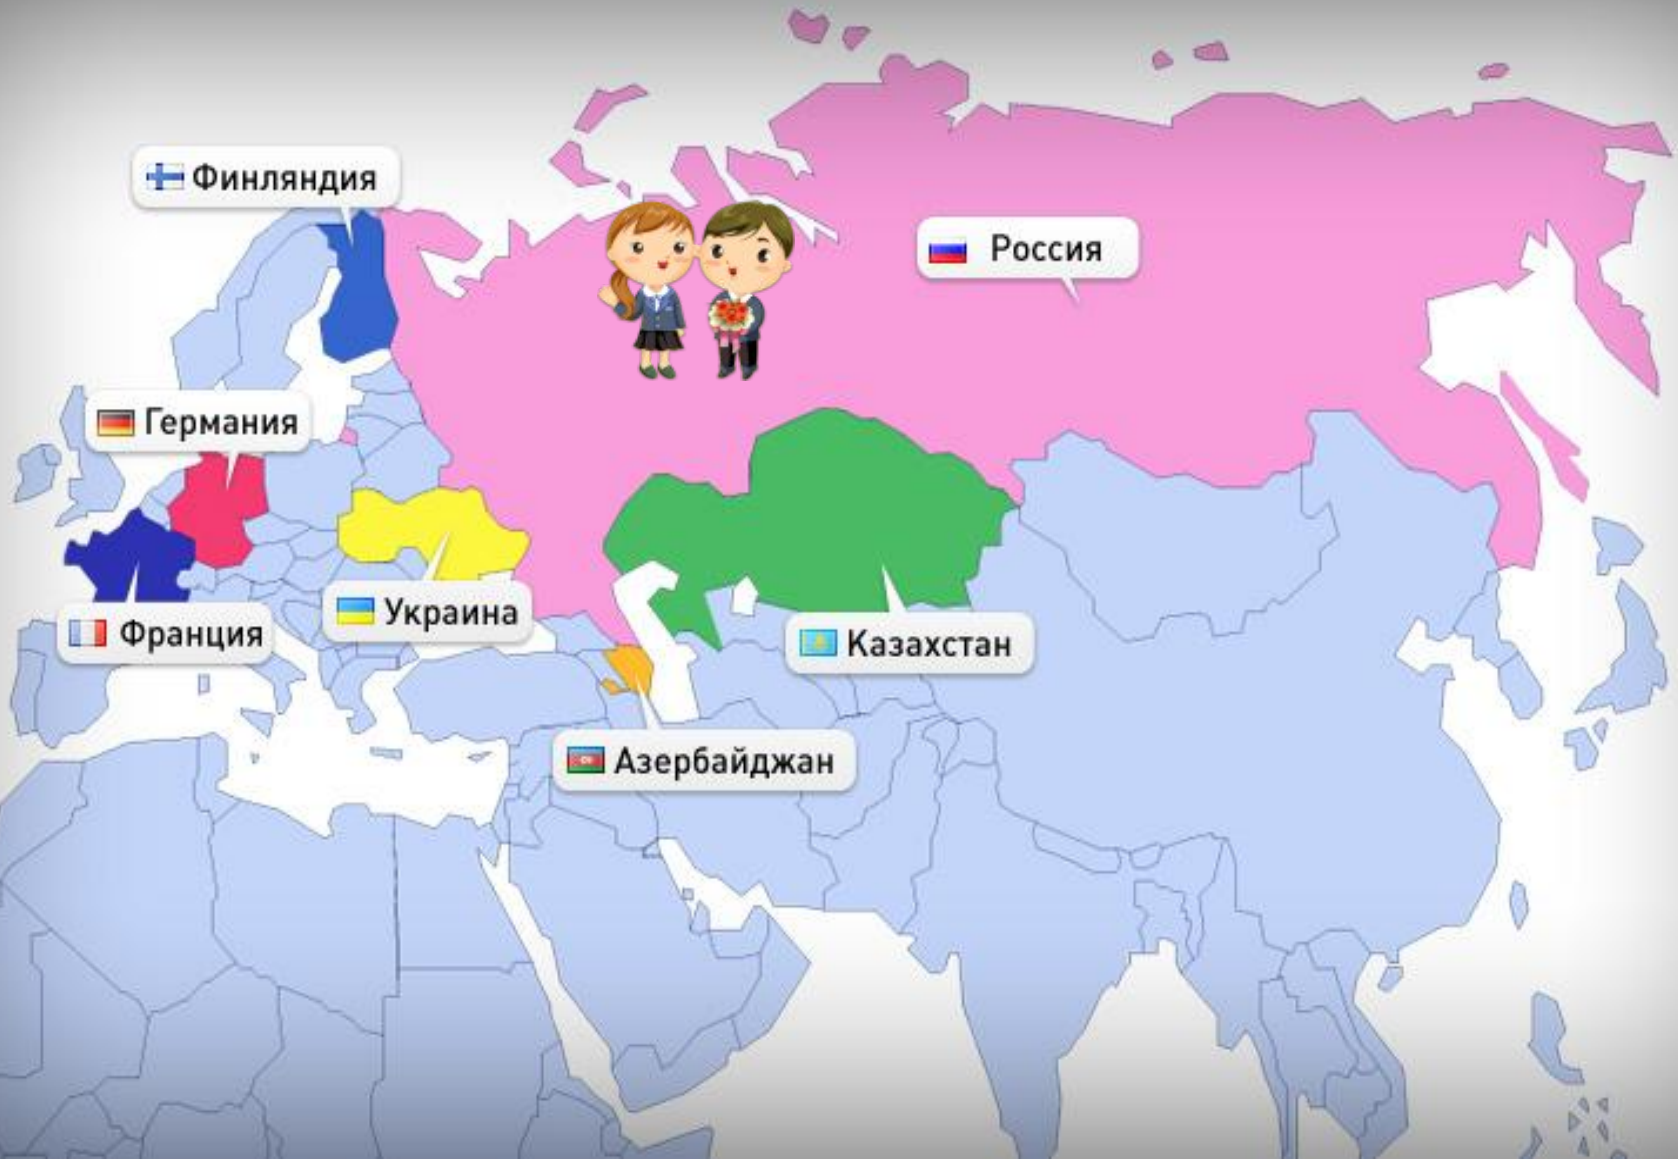 Финляндия
Россия
Германия
Украина
Франция
Казахстан
Азербайджан